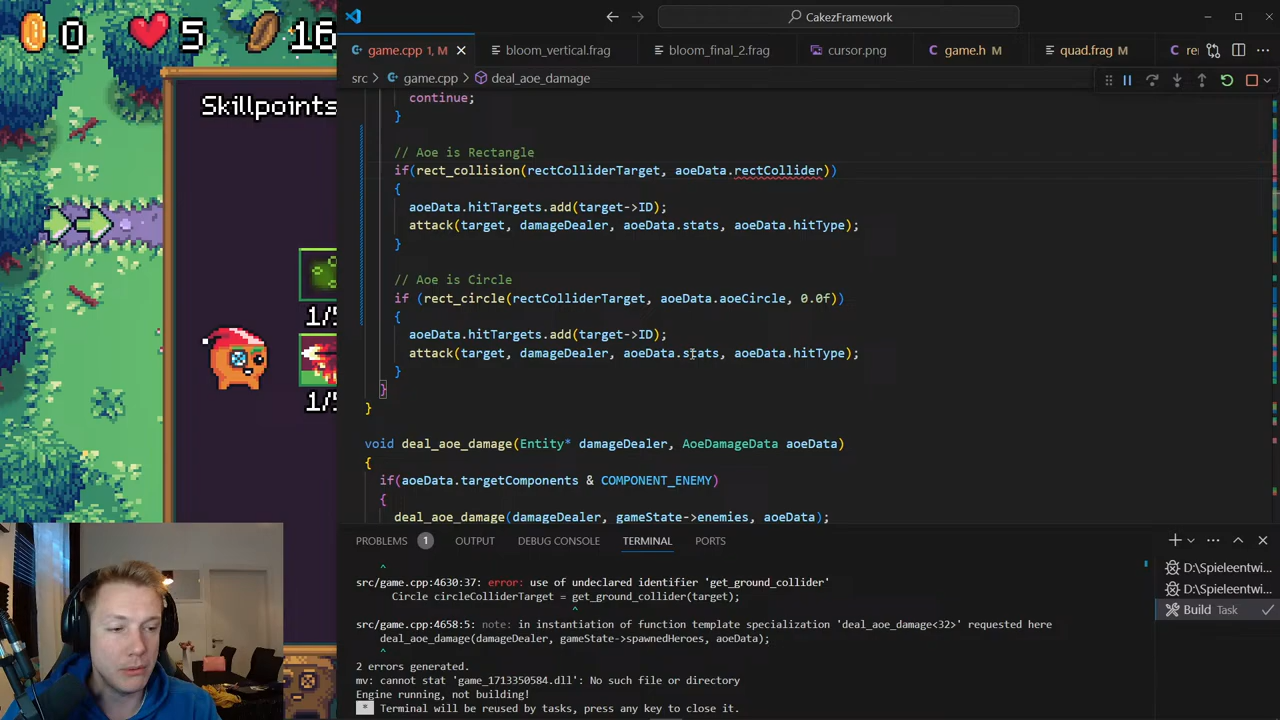 0 5 16
Skillpoints
1/5
1/5
CakezFramework
game.cpp 1, M
bloom_vertical.frag
bloom_final_2.frag
cursor.png
game.h M
quad.frag M
src > game.cpp > deal_aoe_damage
continue;
}
// Aoe is Rectangle
if(rect_collision(rectColliderTarget, aoeData.rectCollider))
{
aoeData.hitTargets.add(target->ID);
attack(target, damageDealer, aoeData.stats, aoeData.hitType);
}
// Aoe is Circle
if (rect_circle(rectColliderTarget, aoeData.aoeCircle, 0.0f))
{
aoeData.hitTargets.add(target->ID);
attack(target, damageDealer, aoeData.stats, aoeData.hitType);
}
}
}
void deal_aoe_damage(Entity* damageDealer, AoeDamageData aoeData)
{
if(aoeData.targetComponents & COMPONENT_ENEMY)
{
deal_aoe_damage(damageDealer, gameState->enemies, aoeData);
PROBLEMS 1 OUTPUT DEBUG CONSOLE TERMINAL PORTS
^
src/game.cpp:4630:37: error: use of undeclared identifier 'get_ground_collider'
Circle circleColliderTarget = get_ground_collider(target);
^
src/game.cpp:4658:5: note: in instantiation of function template specialization 'deal_aoe_damage<32>' requested here
deal_aoe_damage(damageDealer, gameState->spawnedHeroes, aoeData);
^
2 errors generated.
mv: cannot stat 'game_1713350584.dll': No such file or directory
Engine running, not building!
* Terminal will be reused by tasks, press any key to close it.
D:\Spieleentwi...
D:\Spieleentwi...
Build Task